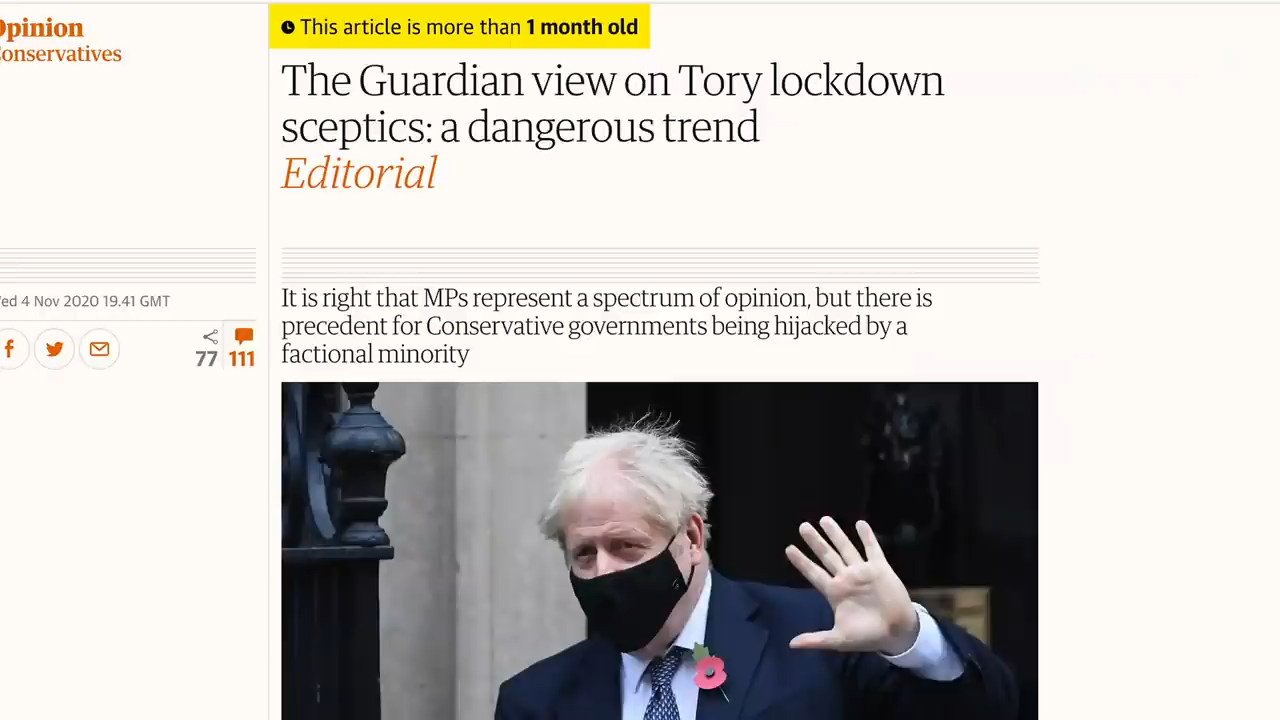 Opinion
Conservatives
This article is more than 1 month old
The Guardian view on Tory lockdown
sceptics: a dangerous trend
Editorial
Wed 4 Nov 2020 19.41 GMT
77 111
It is right that MPs represent a spectrum of opinion, but there is
precedent for Conservative governments being hijacked by a
factional minority